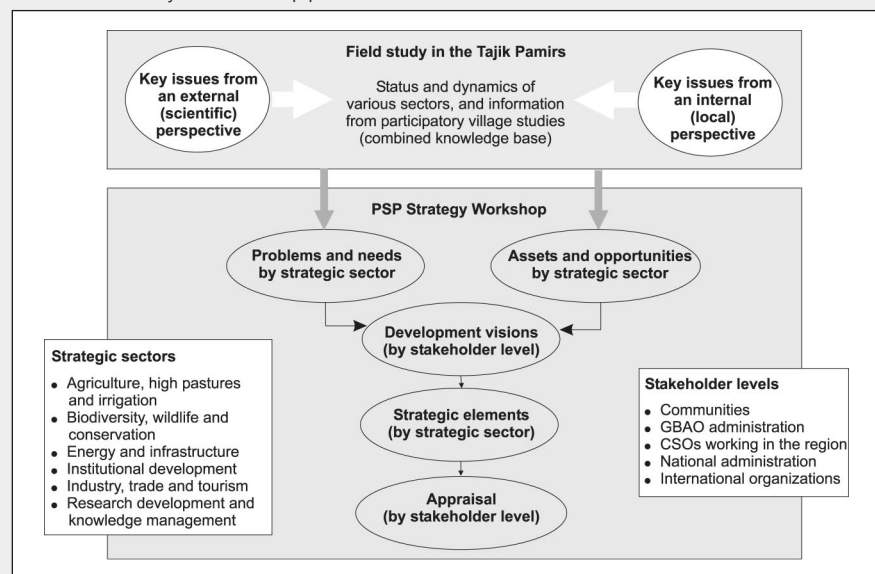 Field study in the Tajik Pamirs
Key issues from
an external
(scientific)
perspective
Status and dynamics of
various sectors, and information
from participatory village studies
(combined knowledge base)
Key issues from
an internal
(local)
perspective
PSP Strategy Workshop
Problems and needs
by strategic sector
Assets and opportunities
by strategic sector
Development visions
(by stakeholder level)
Strategic elements
(by strategic sector)
Appraisal
(by stakeholder level)
Strategic sectors
• Agriculture, high pastures
and irrigation
• Biodiversity, wildlife and
conservation
• Energy and infrastructure
• Institutional development
• Industry, trade and tourism
• Research development and
knowledge management
Stakeholder levels
• Communities
• GBAO administration
• CSOs working in the region
• National administration
• International organizations